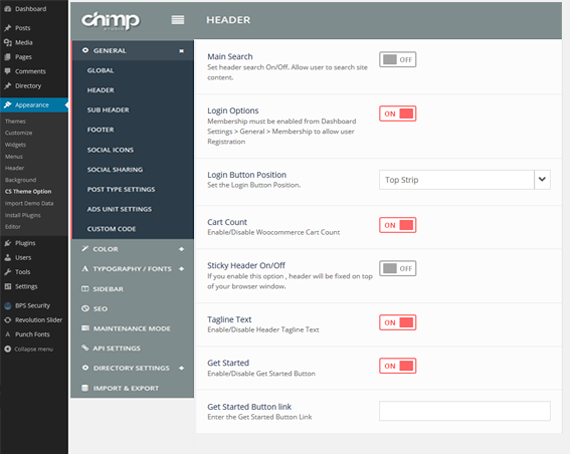 Dashboard
Posts
Media
Pages
Comments
Directory
Appearance
Themes
Customize
Widgets
Menus
Header
Background
CS Theme Option
Import Demo Data
Install Plugins
Editor
Plugins
Users
Tools
Settings
BPS Security
Revolution Slider
Punch Fonts
Collapse menu
chimp
STUDIO
GENERAL
GLOBAL
HEADER
SUB HEADER
FOOTER
SOCIAL ICONS
SOCIAL SHARING
POST TYPE SETTINGS
ADS UNIT SETTINGS
CUSTOM CODE
COLOR
TYPOGRAPHY / FONTS
SIDEBAR
SEO
MAINTENANCE MODE
API SETTINGS
DIRECTORY SETTINGS
IMPORT & EXPORT
HEADER
Main Search
Set header search On/Off. Allow user to search site
content.
OFF
Login Options
Membership must be enabled from Dashboard
Settings > General > Membership to allow user
Registration
ON
Login Button Position
Set the Login Button Position.
Top Strip
Cart Count
Enable/Disable Woocommerce Cart Count
ON
Sticky Header On/Off
If you enable this option , header will be fixed on top
of your browser window.
OFF
Tagline Text
Enable/Disable Header Tagline Text
ON
Get Started
Enable/Disable Get Started Button
ON
Get Started Button link
Enter the Get Started Button Link